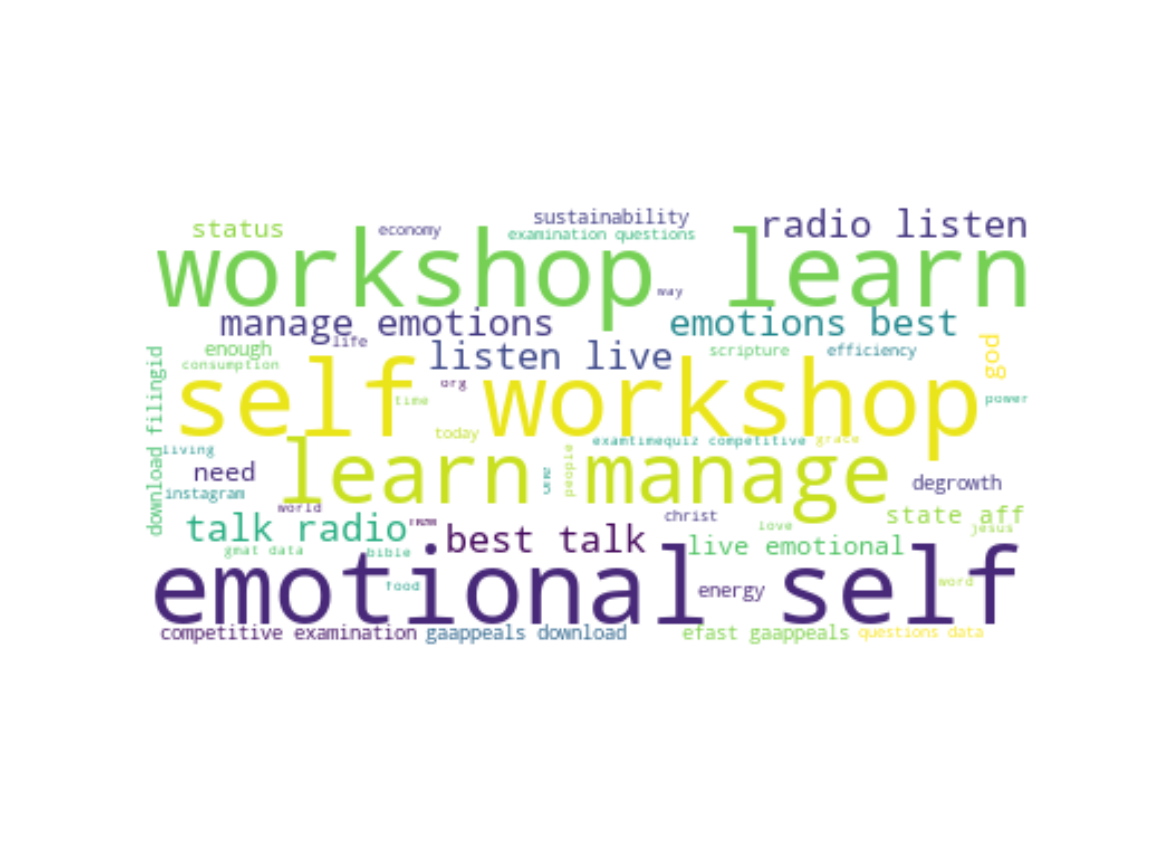 sustainability
radio listen
status
economy
examination questions
workshop learn
way
manage emotions
emotions best
life
enough
listen live
scripture
efficiency
god
consumption
self workshop
org
time
power
download filingid
today
examtimequiz competitive
grace
living
need
learn manage
people
one
degrowth
instagram
world
christ
state aff
talk radio
best talk
love
jesus
gmat data
bible
live emotional
emotional self
food
energy
word
competitive examination
gaappeals download
efast gaappeals
questions data